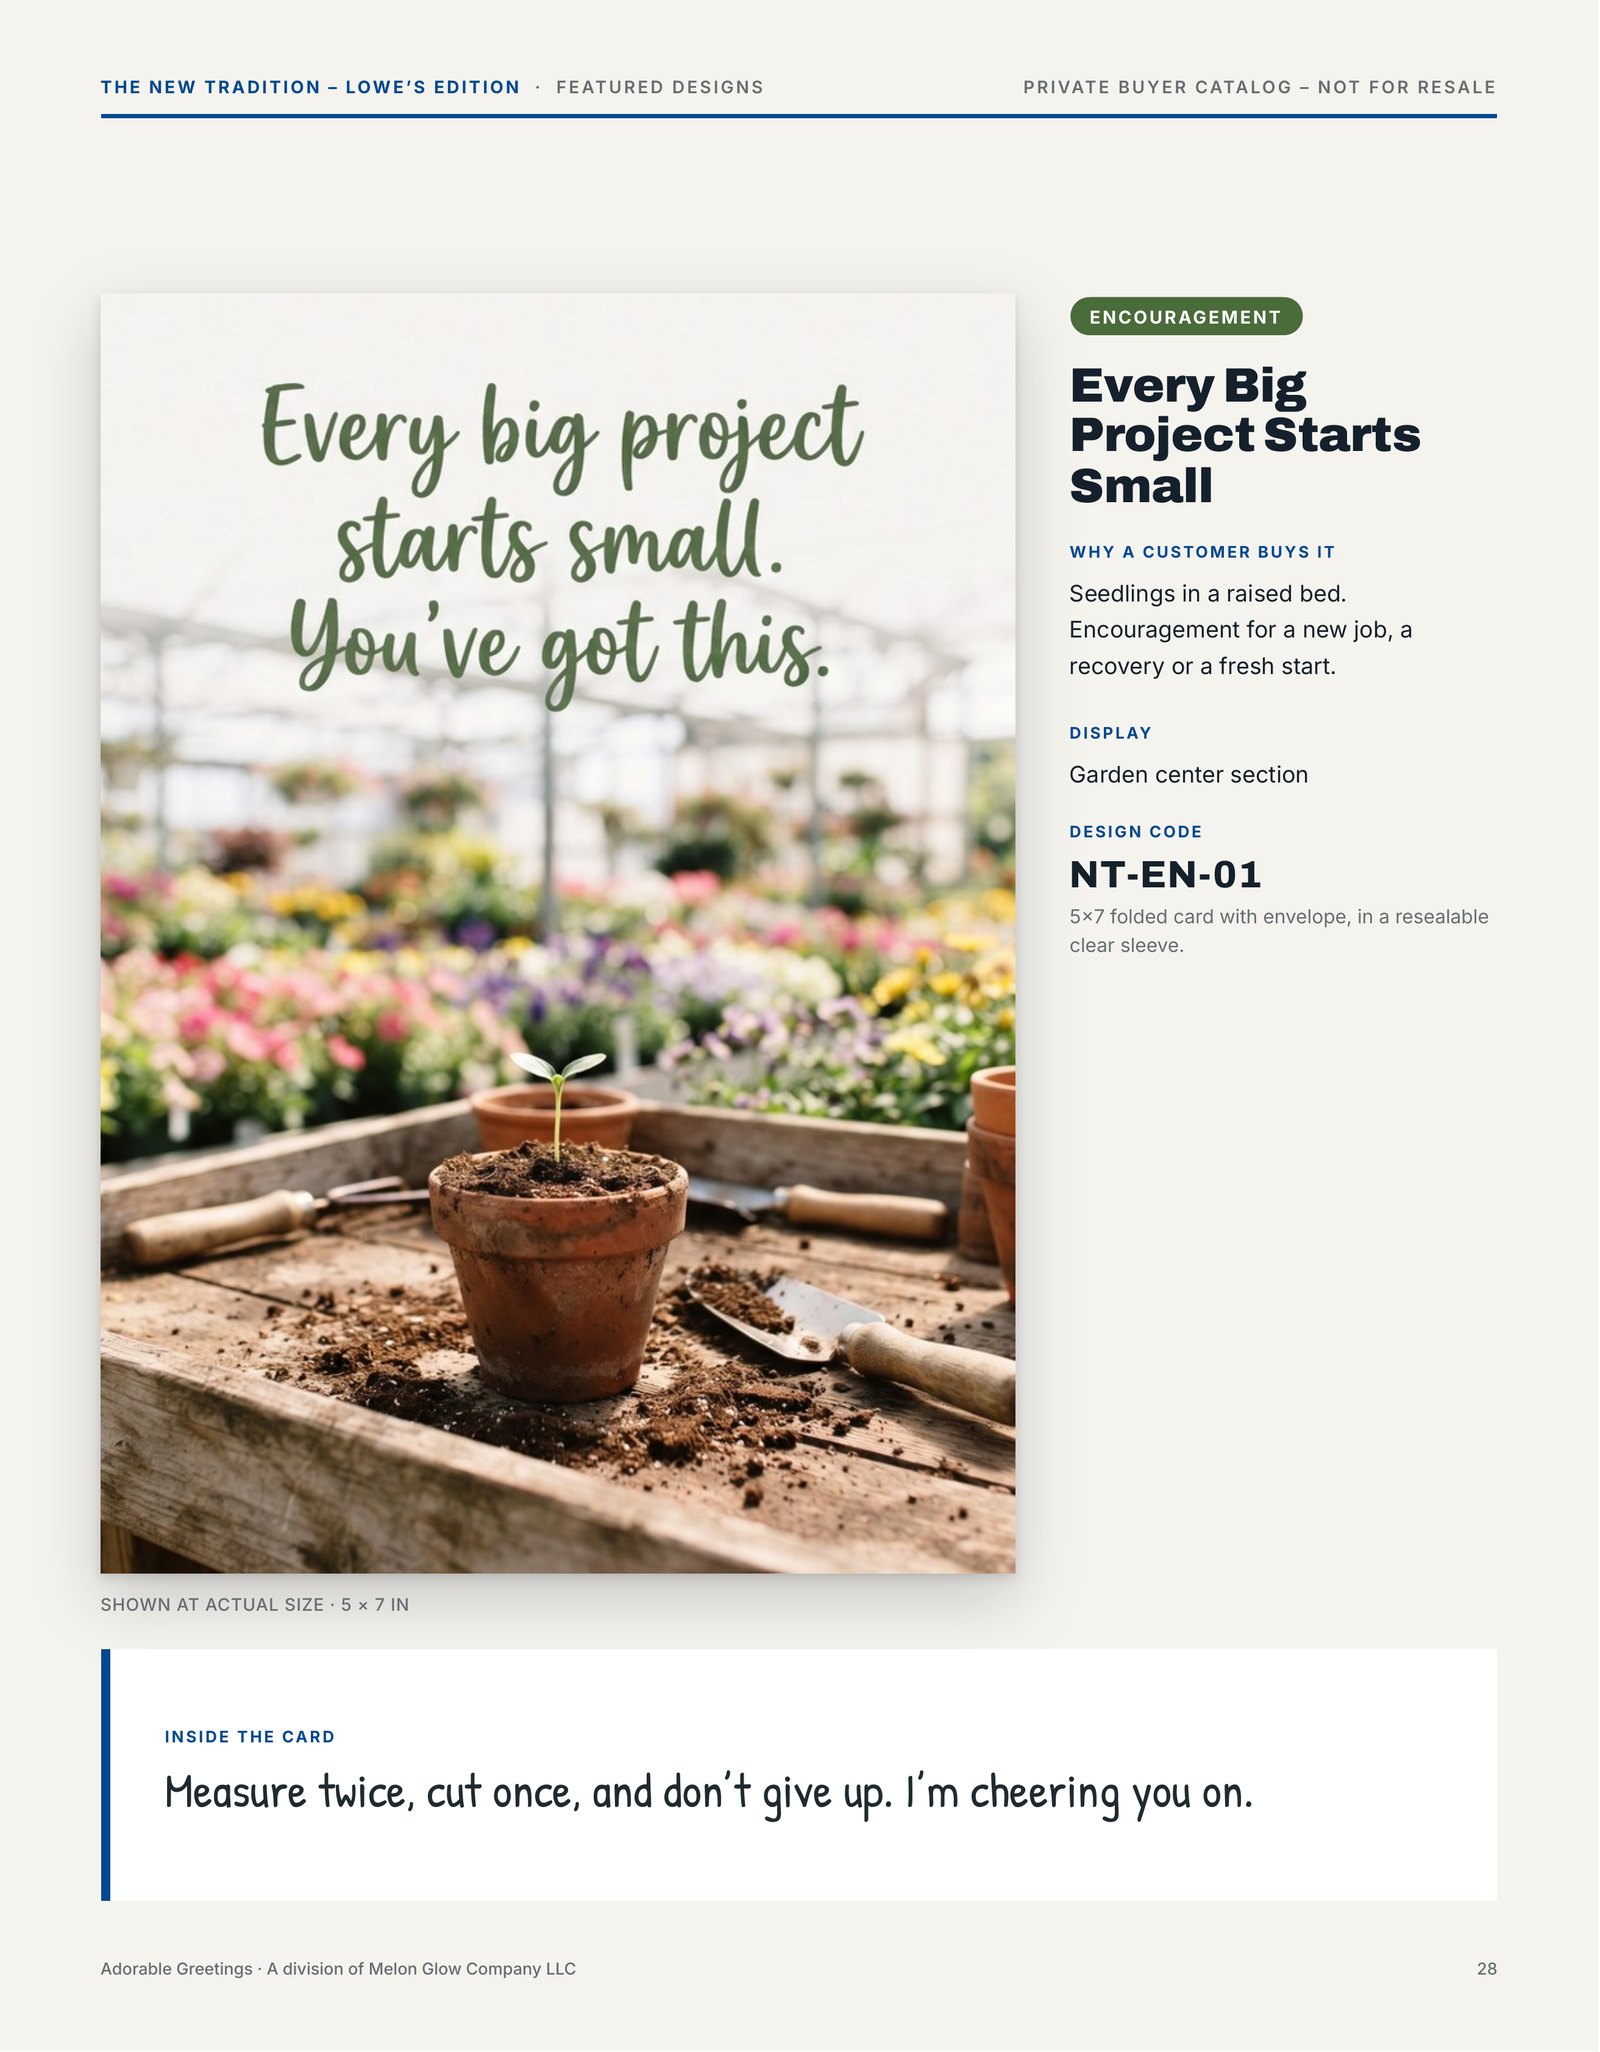 THE NEW TRADITION – LOWE’S EDITION · FEATURED DESIGNS
PRIVATE BUYER CATALOG – NOT FOR RESALE
Every big project
starts small.
You’ve got this.
ENCOURAGEMENT
Every Big
Project Starts
Small
WHY A CUSTOMER BUYS IT
Seedlings in a raised bed.
Encouragement for a new job, a
recovery or a fresh start.
DISPLAY
Garden center section
DESIGN CODE
NT-EN-01
5×7 folded card with envelope, in a resealable
clear sleeve.
SHOWN AT ACTUAL SIZE · 5 × 7 IN
INSIDE THE CARD
Measure twice, cut once, and don’t give up. I’m cheering you on.
Adorable Greetings · A division of Melon Glow Company LLC
28